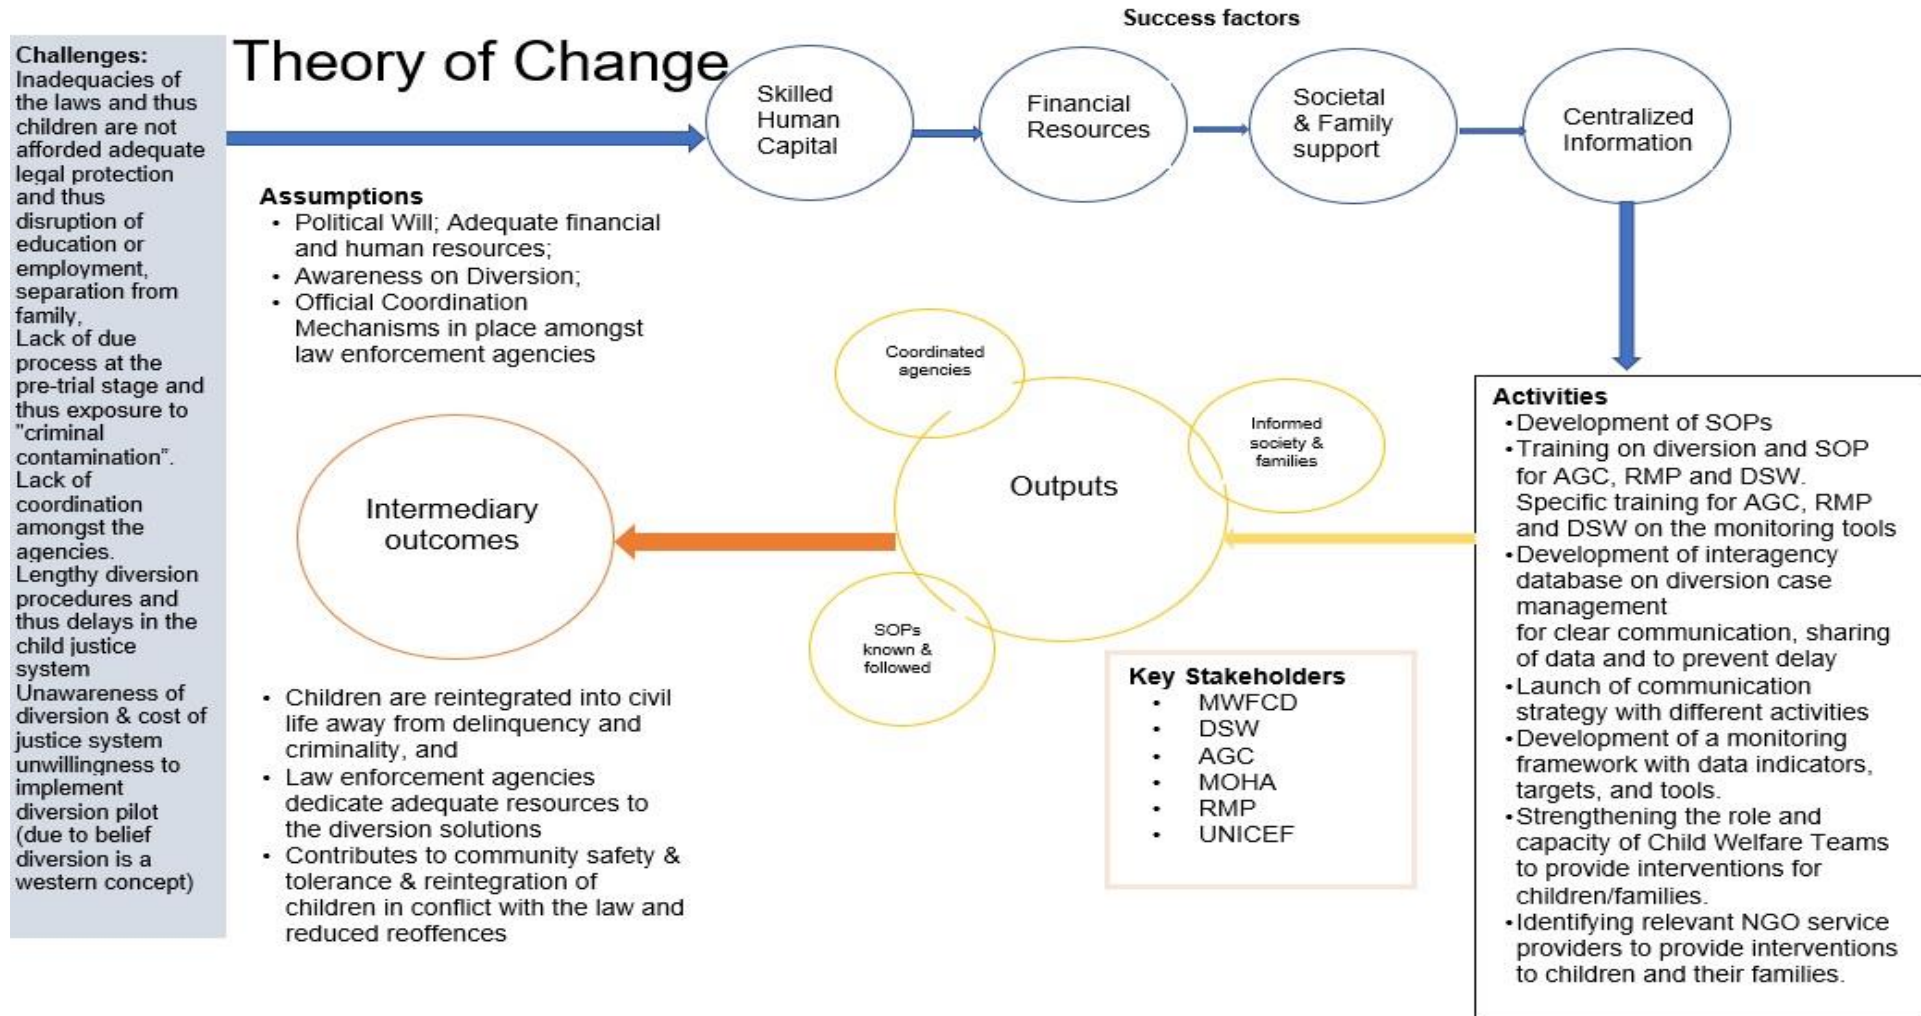 Success factors
Theory of Change
Challenges:
Inadequacies of
the laws and thus
children are not
afforded adequate
legal protection
and thus
disruption of
education or
employment,
separation from
family,
Lack of due
process at the
pre-trial stage and
thus exposure to
"criminal
contamination".
Lack of
coordination
amongst the
agencies.
Lengthy diversion
procedures and
thus delays in the
child justice
system
Unawareness of
diversion & cost of
justice system
unwillingness to
implement
diversion pilot
(due to belief
diversion is a
western concept)
Skilled
Human
Capital
Financial
Resources
Societal
& Family
support
Centralized
Information
Assumptions
• Political Will; Adequate financial
and human resources;
• Awareness on Diversion;
• Official Coordination
Mechanisms in place amongst
law enforcement agencies
Activities
•Development of SOPs
•Training on diversion and SOP
for AGC, RMP and DSW.
Specific training for AGC, RMP
and DSW on the monitoring tools
•Development of interagency
database on diversion case
management
for clear communication, sharing
of data and to prevent delay
•Launch of communication
strategy with different activities
•Development of a monitoring
framework with data indicators,
targets, and tools.
•Strengthening the role and
capacity of Child Welfare Teams
to provide interventions for
children/families.
•Identifying relevant NGO service
providers to provide interventions
to children and their families.
Coordinated
agencies
Informed
society &
families
Outputs
SOPs
known &
followed
Key Stakeholders
• MWFCD
• DSW
• AGC
• MOHA
• RMP
• UNICEF
Intermediary
outcomes
• Children are reintegrated into civil
life away from delinquency and
criminality, and
• Law enforcement agencies
dedicate adequate resources to
the diversion solutions
• Contributes to community safety &
tolerance & reintegration of
children in conflict with the law and
reduced reoffences